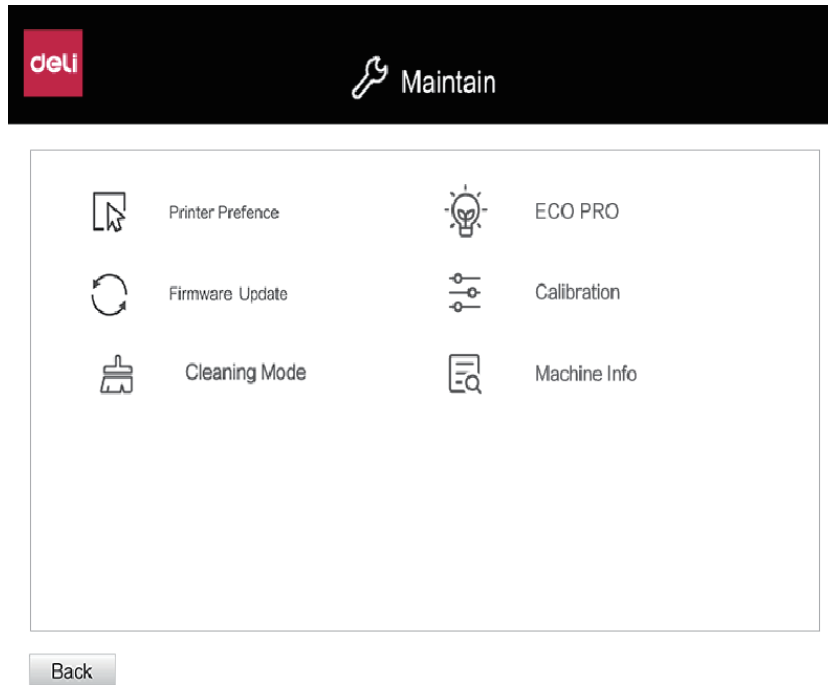 deli
Maintain
Printer Prefence
ECO PRO
Firmware Update
Calibration
Cleaning Mode
Machine Info
Back